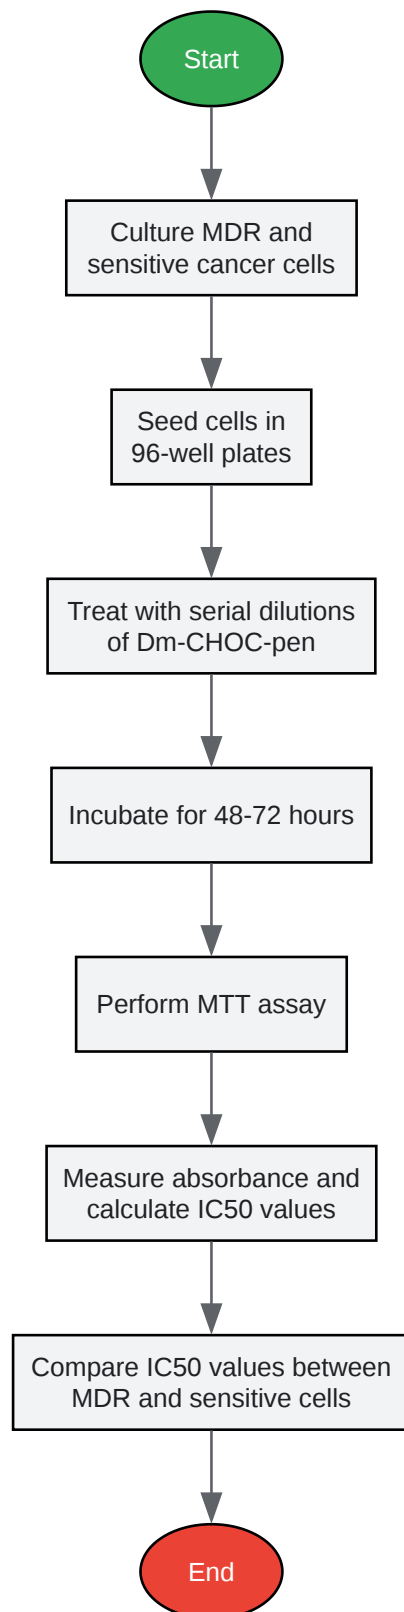 Start
Culture MDR and
sensitive cancer cells
Seed cells in
96-well plates
Treat with serial dilutions
of Dm-CHOC-pen
Incubate for 48-72 hours
Perform MTT assay
Measure absorbance and
calculate IC50 values
Compare IC50 values between
MDR and sensitive cells
End